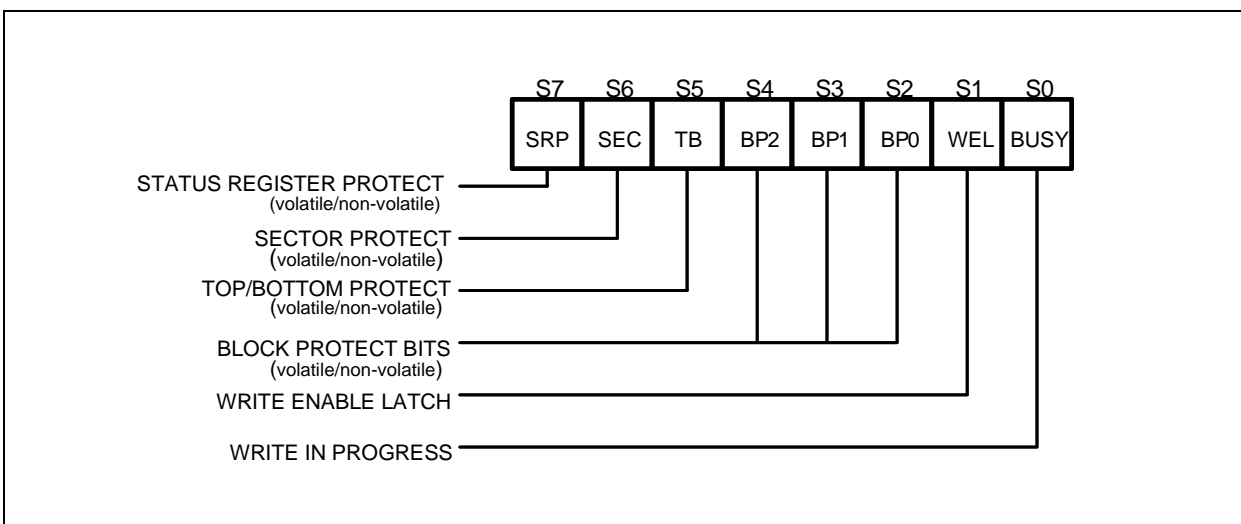 S7 S6 S5 S4 S3 S2 S1 S0
SRP SEC TB BP2 BP1 BP0 WEL BUSY
STATUS REGISTER PROTECT
(volatile/non-volatile)
SECTOR PROTECT
(volatile/non-volatile)
TOP/BOTTOM PROTECT
(volatile/non-volatile)
BLOCK PROTECT BITS
(volatile/non-volatile)
WRITE ENABLE LATCH
WRITE IN PROGRESS